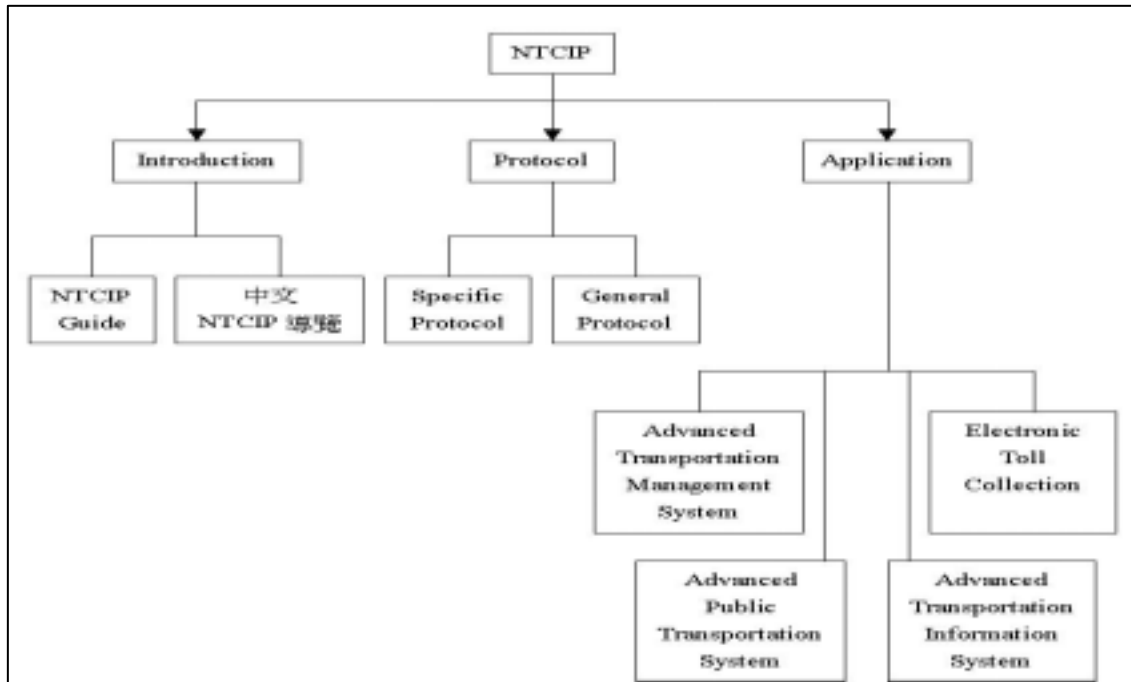 NTCIP
Introduction
Protocol
Application
NTCIP
Guide
中文
NTCIP 導覽
Specific
Protocol
General
Protocol
Advanced
Transportation
Management
System
Electronic
Toll
Collection
Advanced
Public
Transportation
System
Advanced
Transportation
Information
System